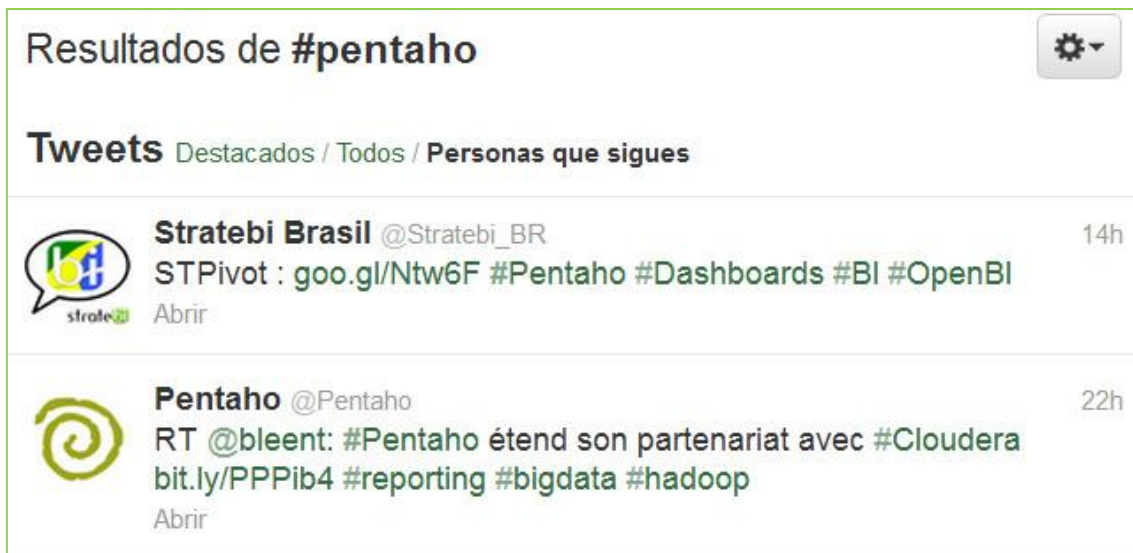 Resultados de #pentaho
Tweets Destacados / Todos / Personas que sigues
Stratebi Brasil @Stratebi_BR 14h
STPivot : goo.gl/Ntw6F #Pentaho #Dashboards #BI #OpenBI
stratebi
Abrir
Pentaho @Pentaho 22h
RT @bleent: #Pentaho étend son partenariat avec #Cloudera
bit.ly/PPPib4 #reporting #bigdata #hadoop
Abrir